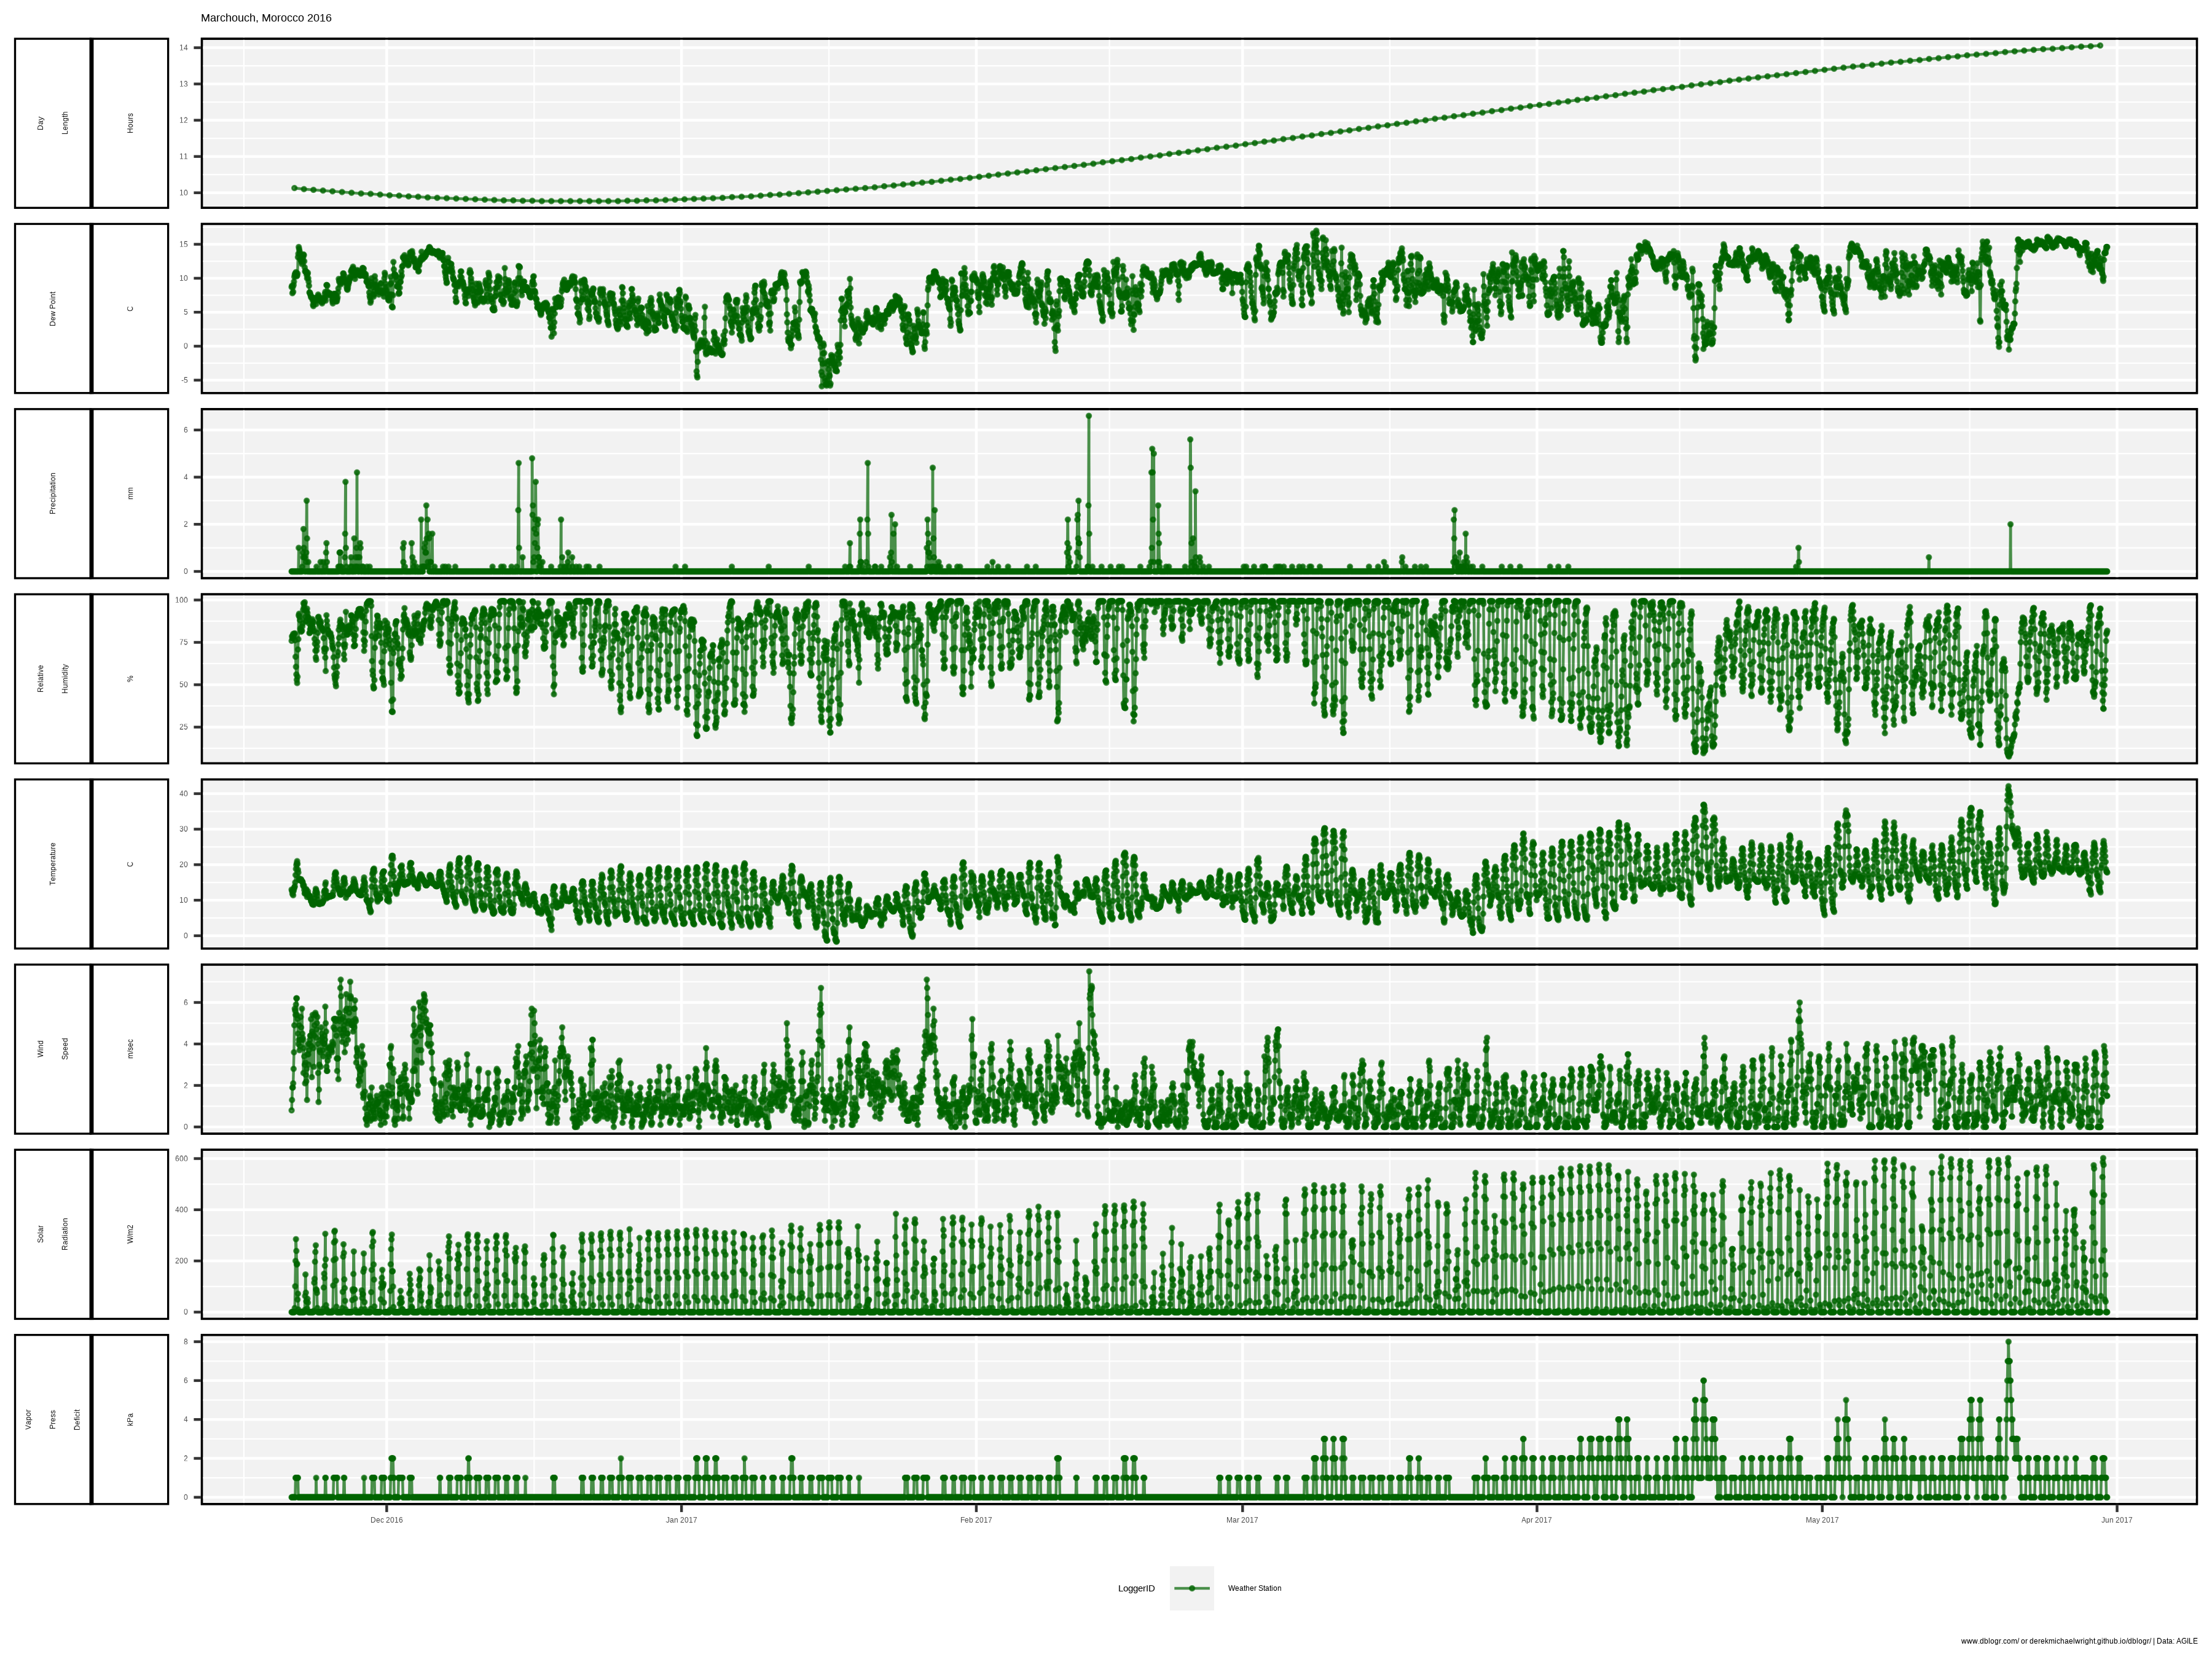 Marchouch, Morocco 2016
Day
Length
Hours
14
13
12
11
10
Dew Point
C
15
10
5
0
-5
Precipitation
mm
6
4
2
0
Relative
Humidity
%
100
75
50
25
Temperature
C
40
30
20
10
0
Wind
Speed
m/sec
6
4
2
0
Solar
Radiation
W/m2
600
400
200
0
Vapor
Press
Deficit
kPa
8
6
4
2
0
Dec 2016
Jan 2017
Feb 2017
Mar 2017
Apr 2017
May 2017
Jun 2017
LoggerID
Weather Station
www.dblogr.com/ or derekmichaelwright.github.io/dblogr/ | Data: AGILE